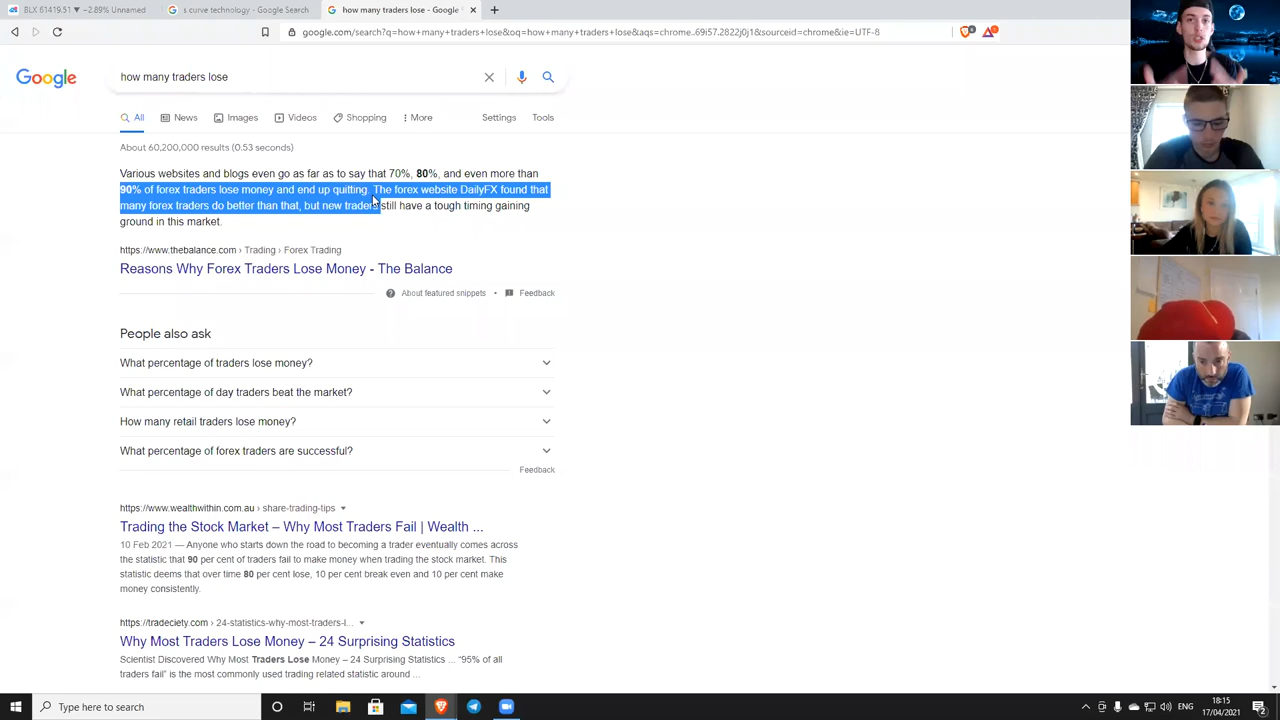 BLX 61419.51 ▼ −2.89% Unnamed
s curve technology - Google Search
how many traders lose - Google
google.com/search?q=how+many+traders+lose&oq=how+many+traders+lose&aqs=chrome..69i57.2822j0j1&sourceid=chrome&ie=UTF-8
Google
how many traders lose
All News Images Videos Shopping More Settings Tools
About 60,200,000 results (0.53 seconds)
Various websites and blogs even go as far as to say that 70%, 80%, and even more than
90% of forex traders lose money and end up quitting. The forex website DailyFX found that
many forex traders do better than that, but new traders still have a tough timing gaining
ground in this market.
https://www.thebalance.com › Trading › Forex Trading
Reasons Why Forex Traders Lose Money - The Balance
About featured snippets • Feedback
People also ask
What percentage of traders lose money?
What percentage of day traders beat the market?
How many retail traders lose money?
What percentage of forex traders are successful?
Feedback
https://www.wealthwithin.com.au › share-trading-tips
Trading the Stock Market – Why Most Traders Fail | Wealth ...
10 Feb 2021 — Anyone who starts down the road to becoming a trader eventually comes across
the statistic that 90 per cent of traders fail to make money when trading the stock market. This
statistic deems that over time 80 per cent lose, 10 per cent break even and 10 per cent make
money consistently.
https://tradeciety.com › 24-statistics-why-most-traders-l...
Why Most Traders Lose Money – 24 Surprising Statistics
Scientist Discovered Why Most Traders Lose Money – 24 Surprising Statistics ... “95% of all
traders fail” is the most commonly used trading related statistic around ...
Type here to search
ENG
18:15
17/04/2021